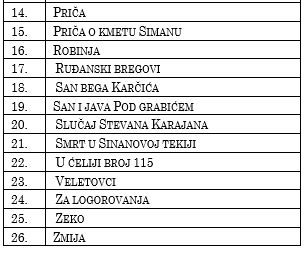 14. PRIČA
15. PRIČA O KMETU SIMANU
16. ROBINJA
17. RUĐANSKI BREGOVI
18. SAN BEGA KARČIĆA
19. SAN I JAVA POD GRABIĆEM
20. SLUČAJ STEVANA KARAJANA
21. SMRT U SINANOVOJ TEKIJI
22. U ĆELIJI BROJ 115
23. VELETOVCI
24. ZA LOGOROVANJA
25. ZEKO
26. ZMIJA